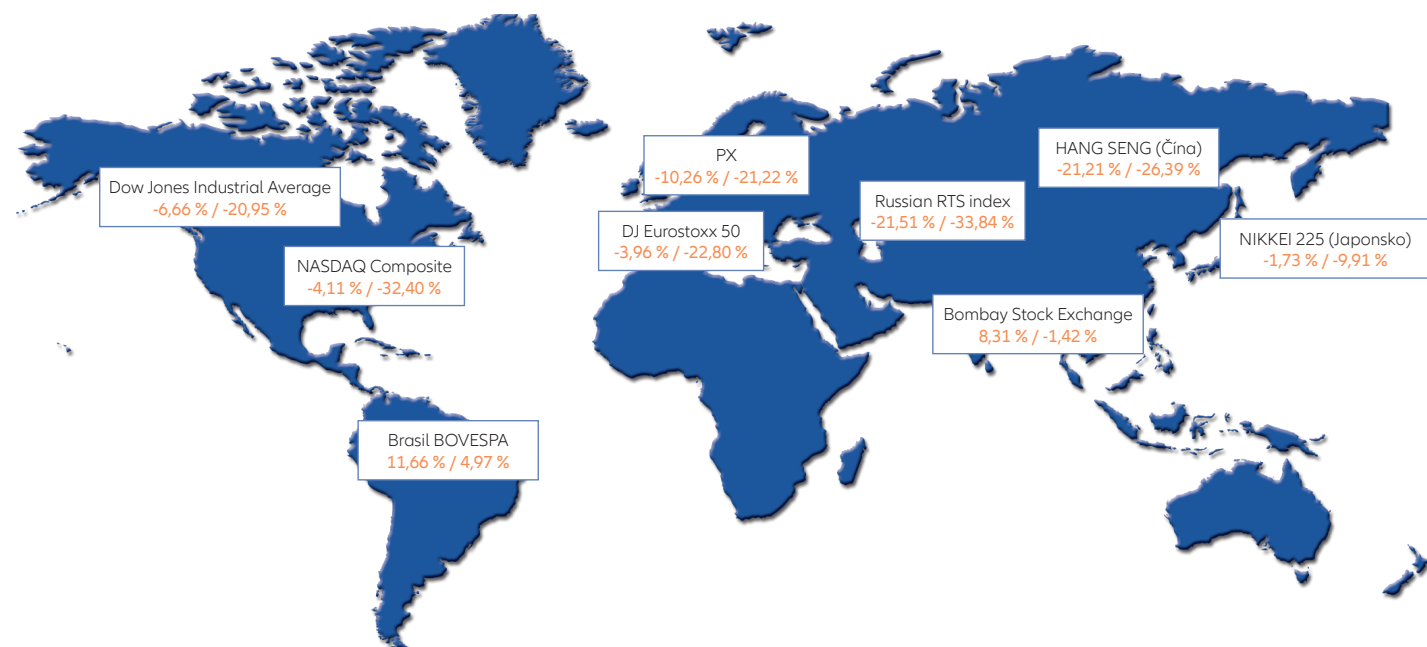 PX
-10,26 % / -21,22 %
HANG SENG (Čína)
-21,21 % / -26,39 %
Dow Jones Industrial Average
-6,66 % / -20,95 %
Russian RTS index
-21,51 % / -33,84 %
DJ Eurostoxx 50
-3,96 % / -22,80 %
NIKKEI 225 (Japonsko)
-1,73 % / -9,91 %
NASDAQ Composite
-4,11 % / -32,40 %
Bombay Stock Exchange
8,31 % / -1,42 %
Brasil BOVESPA
11,66 % / 4,97 %